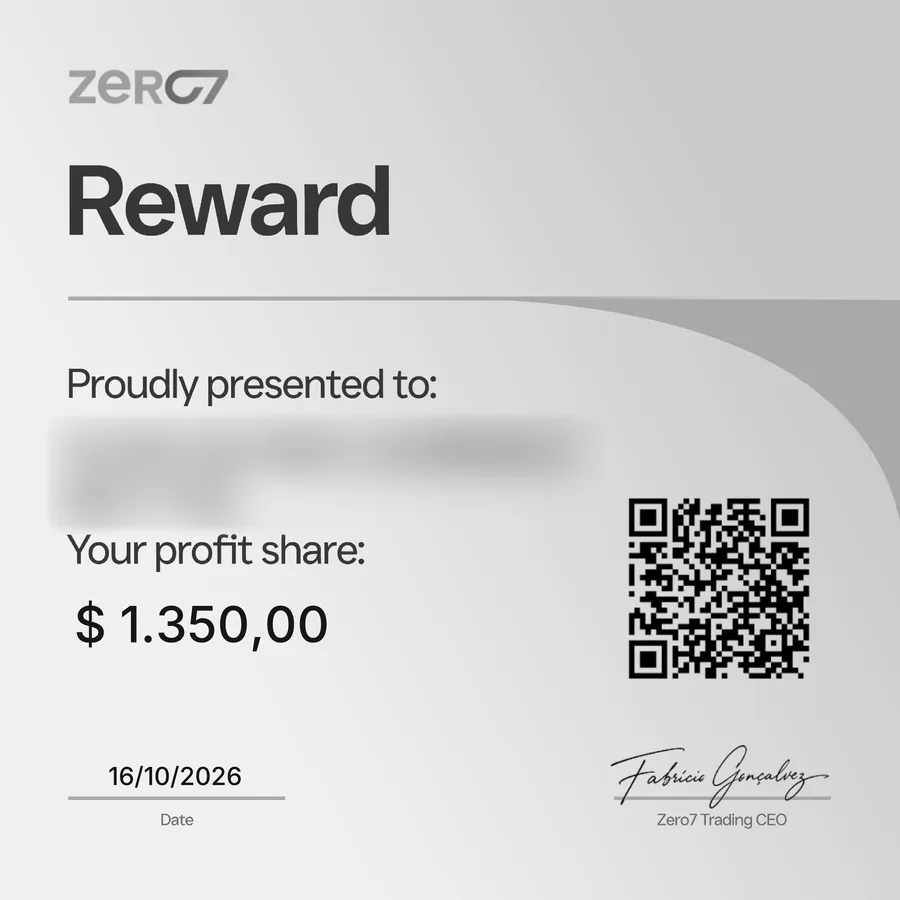 zero7
Reward
Proudly presented to:
Your profit share:
$ 1.350,00
16/10/2026
Date
Fabrício Gonçalvez
Zero7 Trading CEO